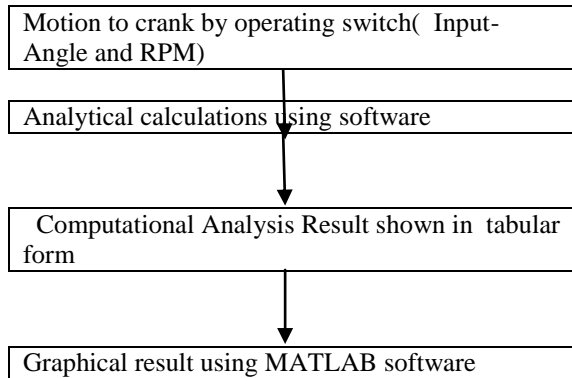 Motion to crank by operating switch( Input-
Angle and RPM)
Analytical calculations using software
Computational Analysis Result shown in tabular
form
Graphical result using MATLAB software